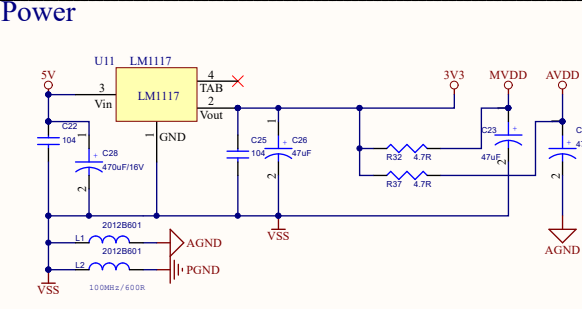 Power
U11 LM1117
5V
3 Vin
LM1117
4 TAB
2 Vout
1 GND
3V3
MVDD
AVDD
C22
104
1
C28
470uF/16V
2
C25
104
1
C26
47uF
2
R32 4.7R
R37 4.7R
C23
47uF
2
2
VSS
AGND
2012B601
L1
AGND
2012B601
L2
PGND
VSS
100MHz/600R